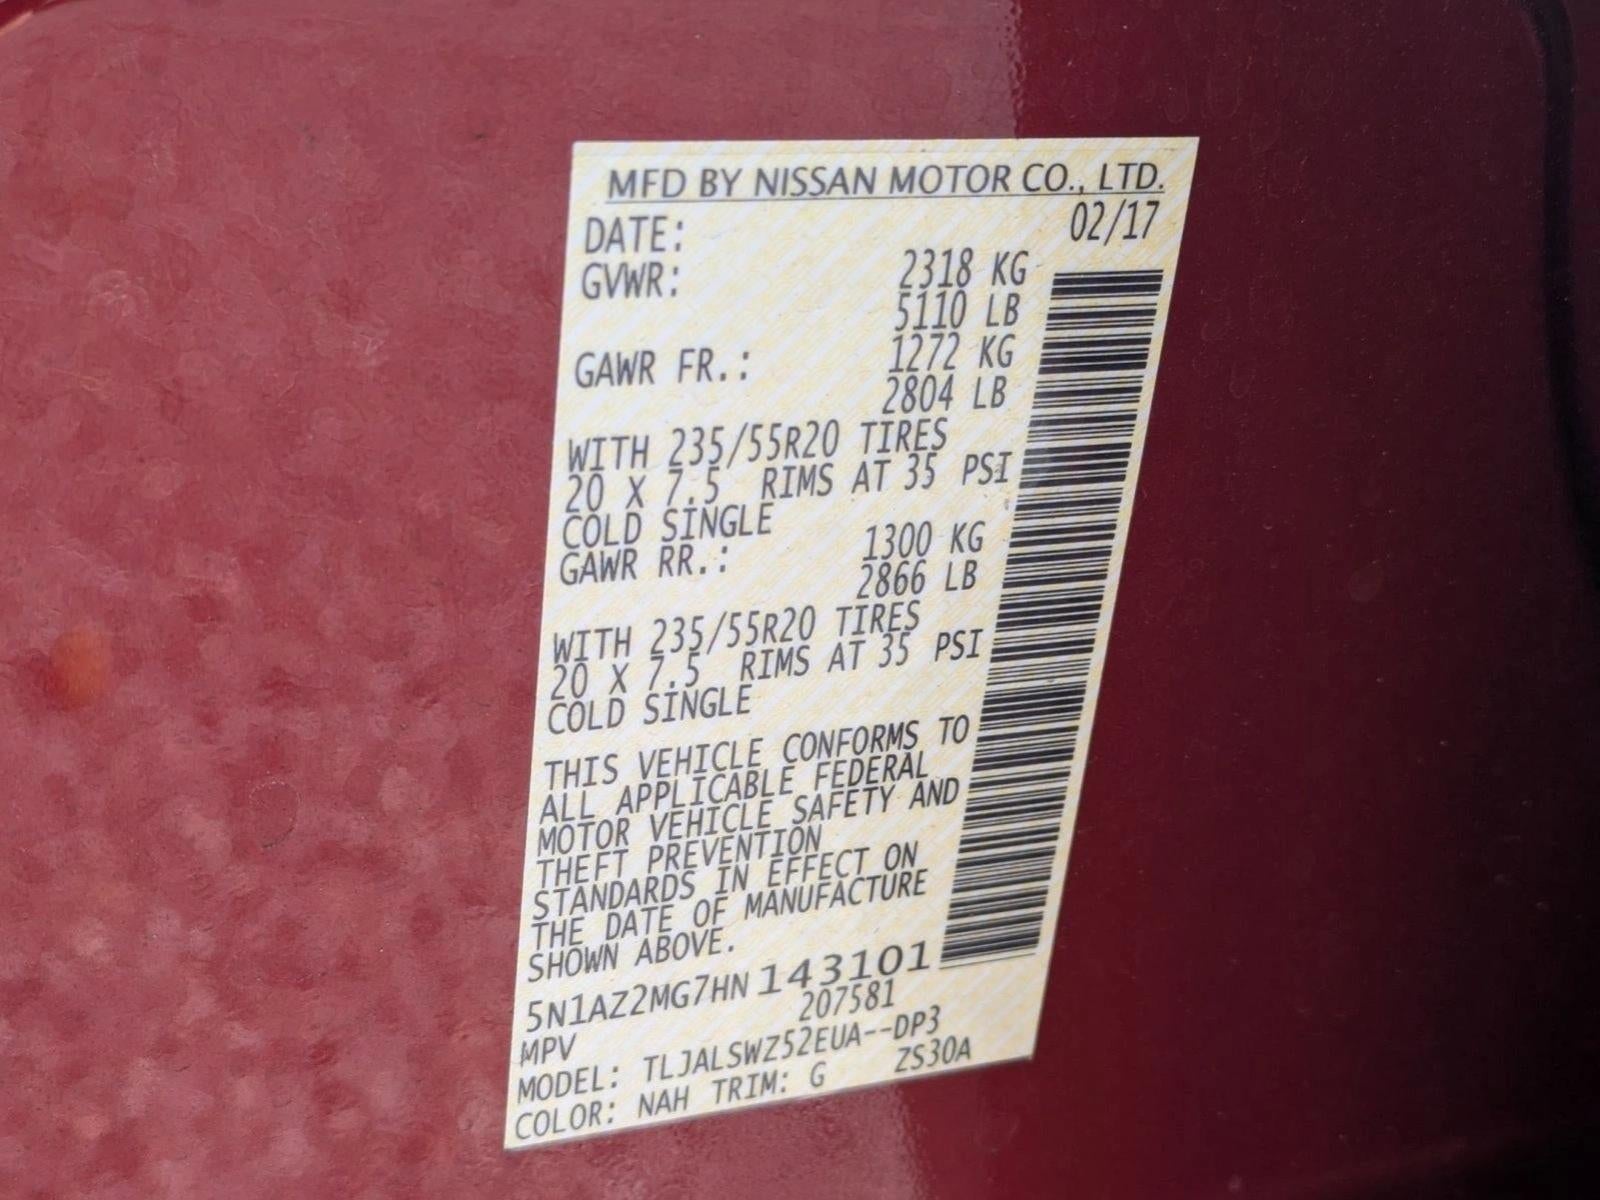 MFD BY NISSAN MOTOR CO., LTD.
DATE: 02/17
GVWR: 2318 KG
5110 LB
GAWR FR.: 1272 KG
2804 LB
WITH 235/55R20 TIRES
20 X 7.5 RIMS AT 35 PSI
COLD SINGLE
GAWR RR.: 1300 KG
2866 LB
WITH 235/55R20 TIRES
20 X 7.5 RIMS AT 35 PSI
COLD SINGLE
THIS VEHICLE CONFORMS TO
ALL APPLICABLE FEDERAL
MOTOR VEHICLE SAFETY AND
THEFT PREVENTION
STANDARDS IN EFFECT ON
THE DATE OF MANUFACTURE
SHOWN ABOVE.
5N1AZ2MG7HN143101
MPV 207581
MODEL: TLJALSWZ52EUA--DP3
COLOR: NAH TRIM: G ZS30A